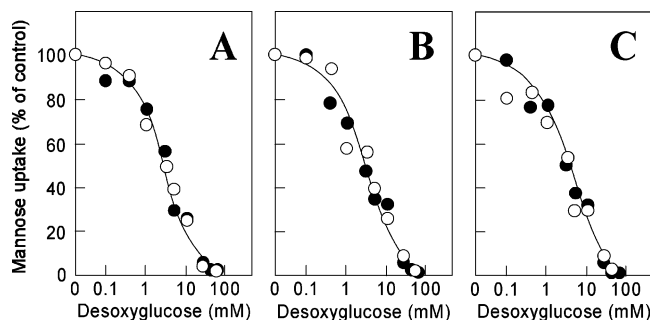 A B C
Mannose uptake (% of control)
100
80
60
40
20
0
0 0.1 1 10 100
0 0.1 1 10 100
0 0.1 1 10 100
Desoxyglucose (mM)
Desoxyglucose (mM)
Desoxyglucose (mM)